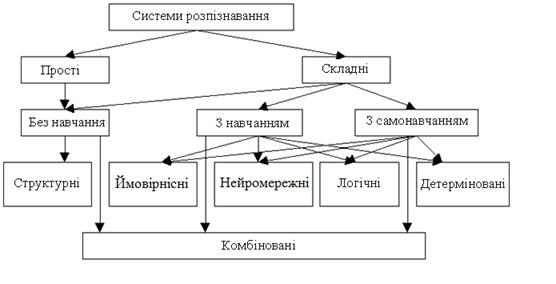 Системи розпізнавання
Прості
Складні
Без навчання
З навчанням
З самонавчанням
Структурні
Ймовірнісні
Нейромережні
Логічні
Детерміновані
Комбіновані